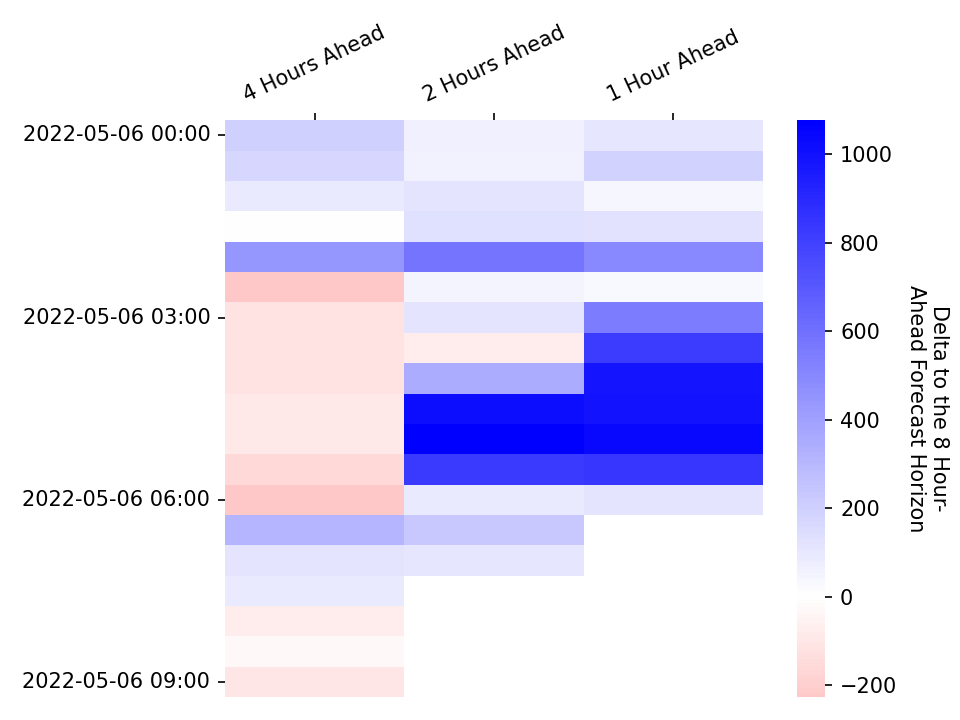 4 Hours Ahead
2 Hours Ahead
1 Hour Ahead
2022-05-06 00:00
2022-05-06 03:00
2022-05-06 06:00
2022-05-06 09:00
1000
800
600
400
200
0
−200
Delta to the 8 Hour-
Ahead Forecast Horizon